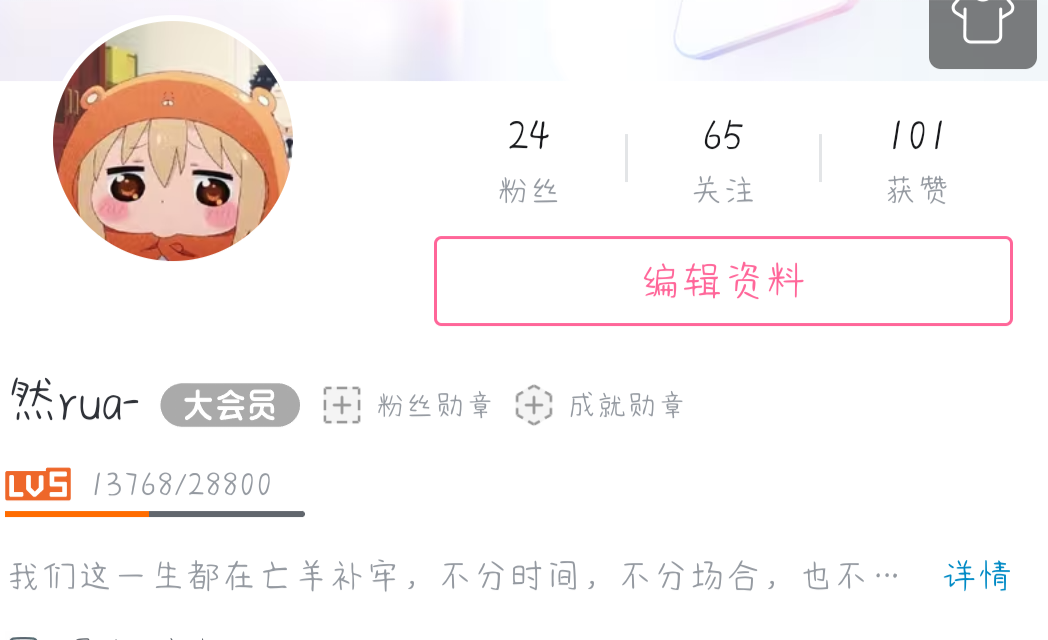 24 65 101
粉丝 关注 获赞
编辑资料
然rua- 大会员 粉丝勋章 成就勋章
LV5 13768/28800
我们这一生都在亡羊补牢，不分时间，不分场合，也不… 详情